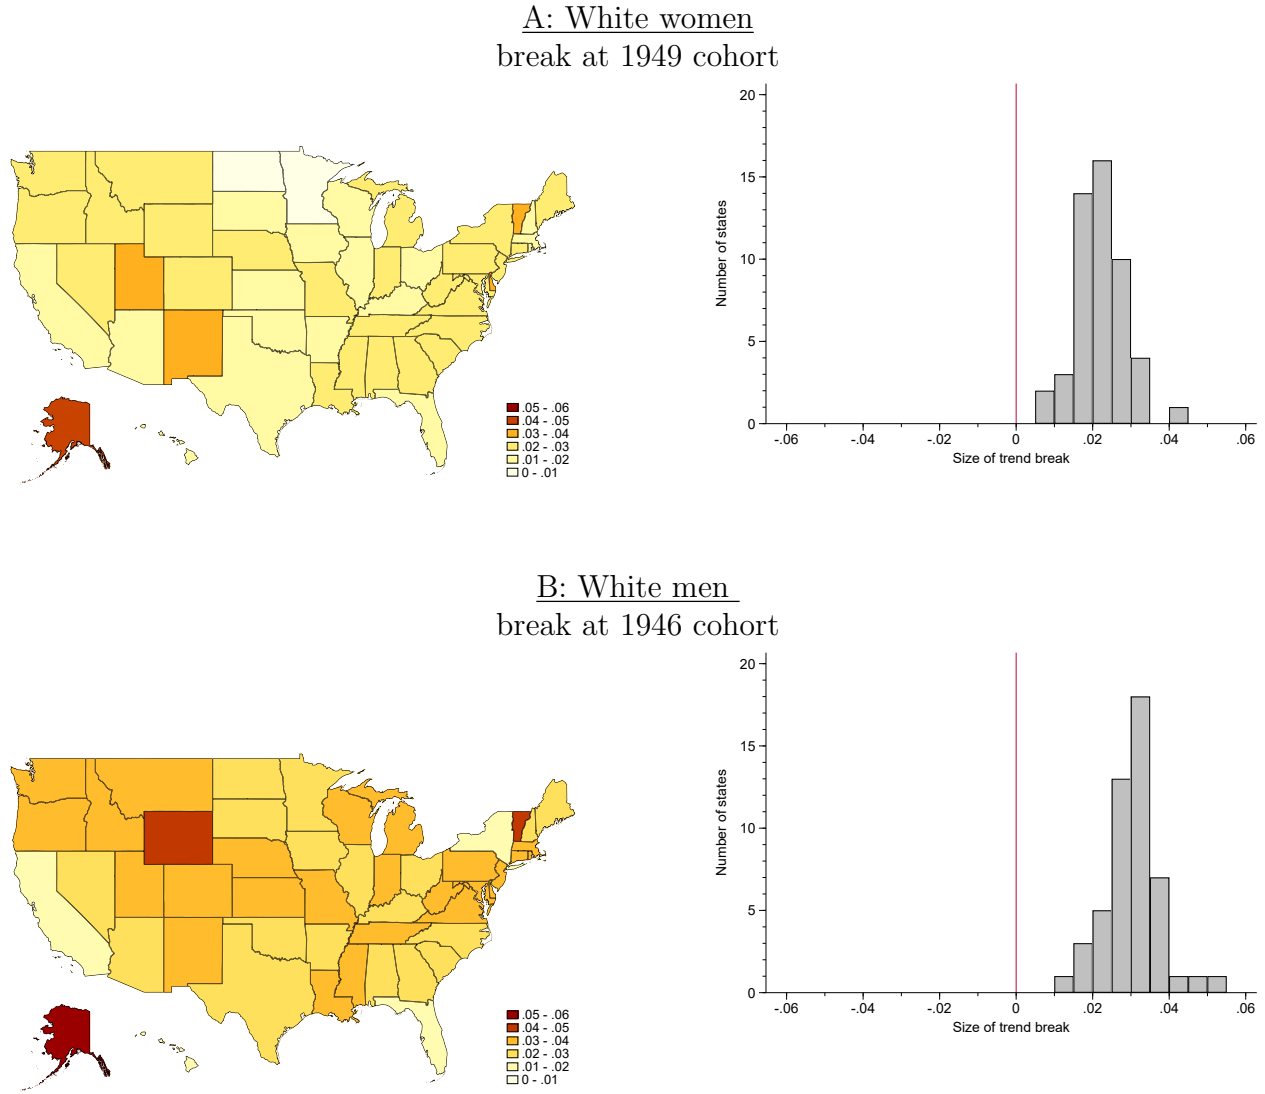 A: White women
break at 1949 cohort
.05 - .06
.04 - .05
.03 - .04
.02 - .03
.01 - .02
0 - .01
Number of states
20
15
10
5
0
-.06 -.04 -.02 0 .02 .04 .06
Size of trend break
B: White men
break at 1946 cohort
.05 - .06
.04 - .05
.03 - .04
.02 - .03
.01 - .02
0 - .01
Number of states
20
15
10
5
0
-.06 -.04 -.02 0 .02 .04 .06
Size of trend break